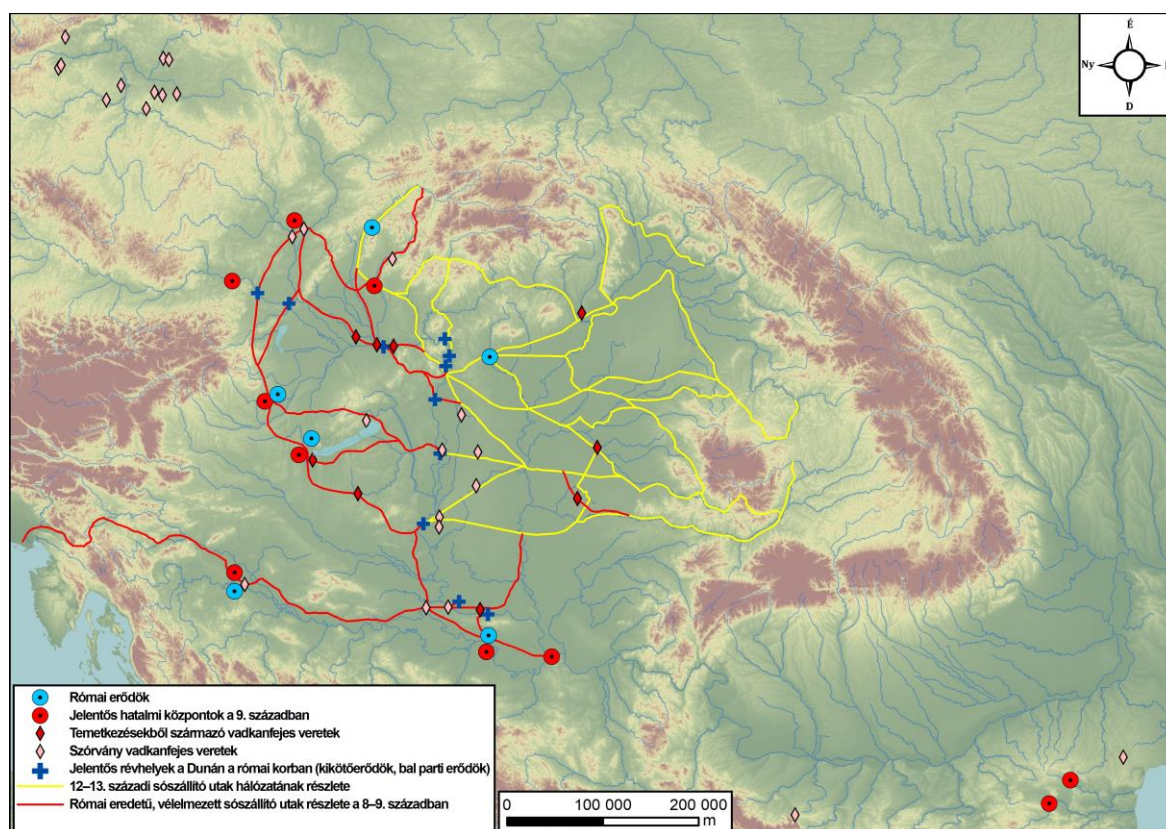 É
Ny
D
Római erődök
Jelentős hatalmi központok a 9. században
Temetkezésekből származó vadkanfejes veretek
Szórvány vadkanfejes veretek
Jelentős révhelyek a Dunán a római korban (kikötőerődök, bal parti erődök)
12–13. századi sószállító utak hálózatának részlete
Római eredetű, vélelmezett sószállító utak részlete a 8–9. században
0 100 000 200 000
m